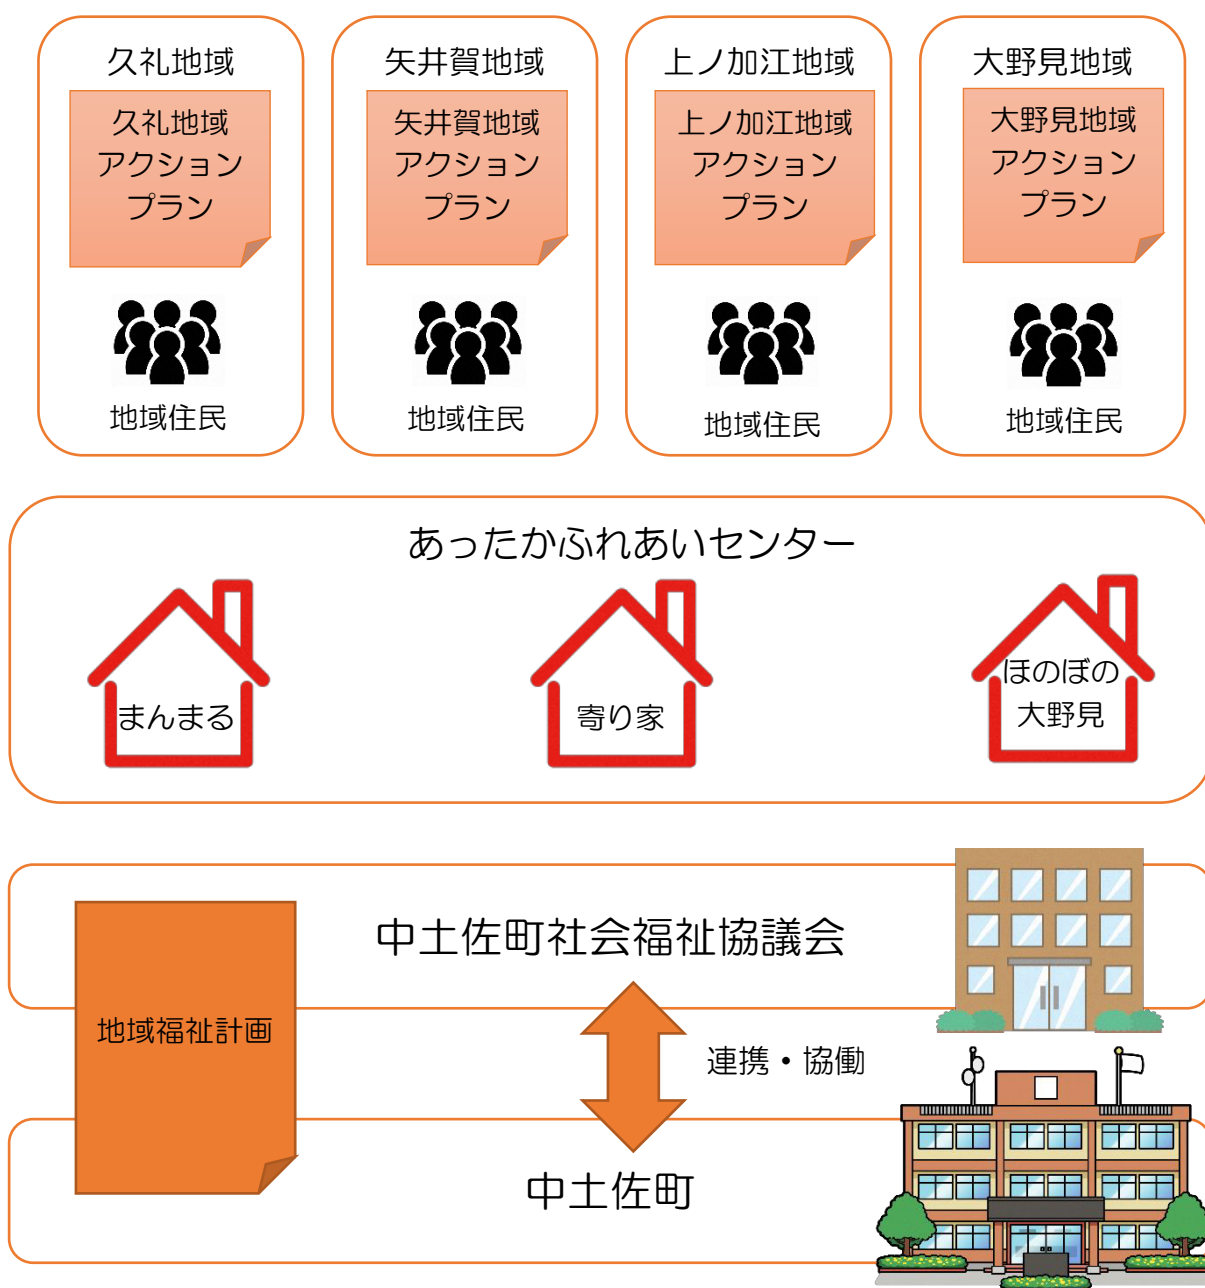 久礼地域
久礼地域
アクション
プラン
地域住民
矢井賀地域
矢井賀地域
アクション
プラン
地域住民
上ノ加江地域
上ノ加江地域
アクション
プラン
地域住民
大野見地域
大野見地域
アクション
プラン
地域住民
あったかふれあいセンター
まんまる
寄り家
ほのぼの
大野見
中土佐町社会福祉協議会
地域福祉計画
連携・協働
中土佐町